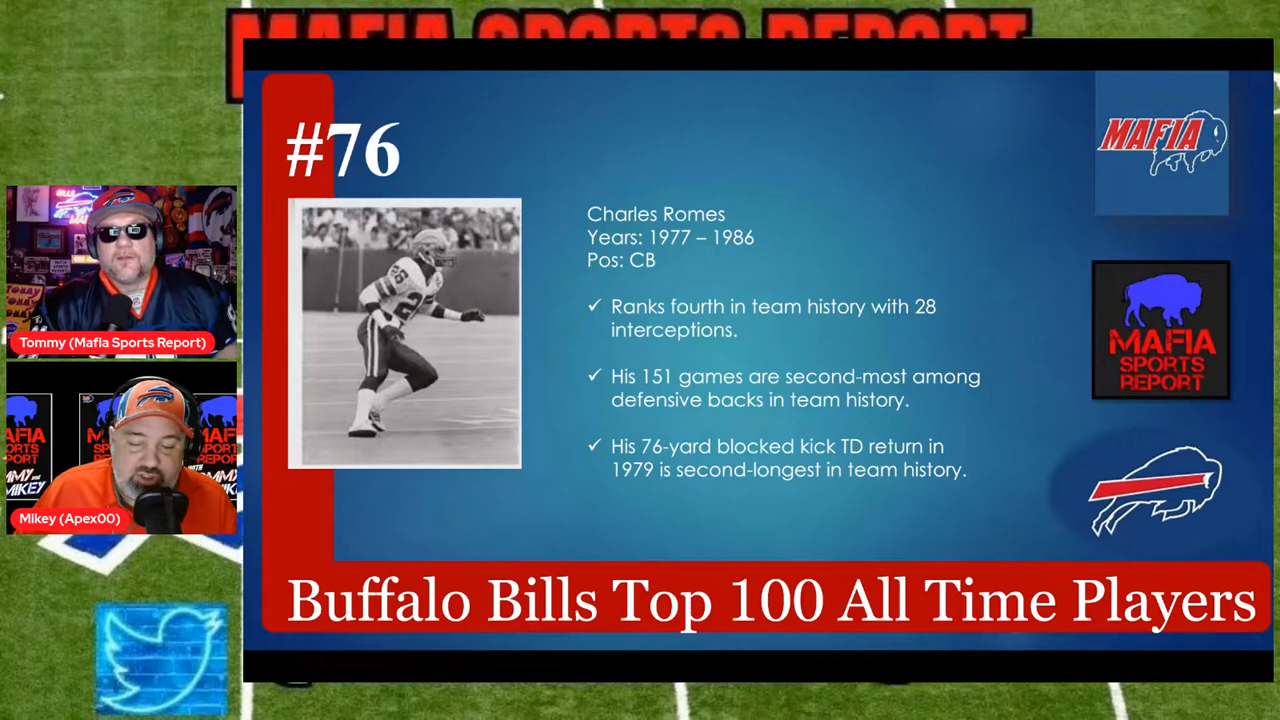 MAFIA SPORTS REPORT
#76
Charles Romes
Years: 1977 – 1986
Pos: CB
✓ Ranks fourth in team history with 28
interceptions.
✓ His 151 games are second-most among
defensive backs in team history.
✓ His 76-yard blocked kick TD return in
1979 is second-longest in team history.
Buffalo Bills Top 100 All Time Players
MAFIA
MAFIA
SPORTS
REPORT
Tommy (Mafia Sports Report)
Mikey (Apex00)
26